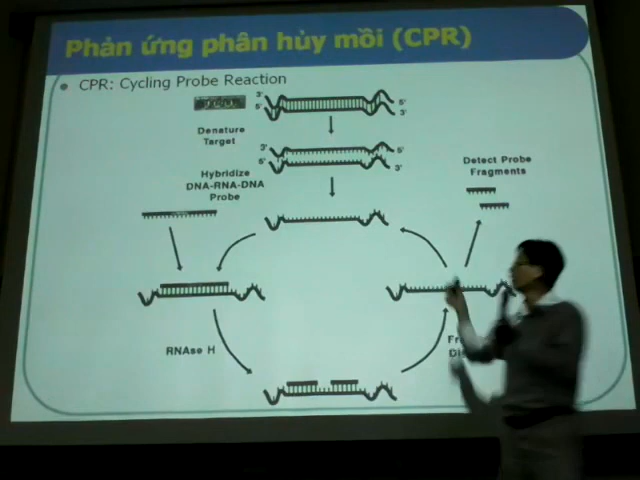 Phản ứng phân hủy mồi (CPR)
CPR: Cycling Probe Reaction
3'
5'
5'
3'
Denature
Target
3'
5'
5'
3'
Hybridize
DNA-RNA-DNA
Probe
Detect Probe
Fragments
RNAse H